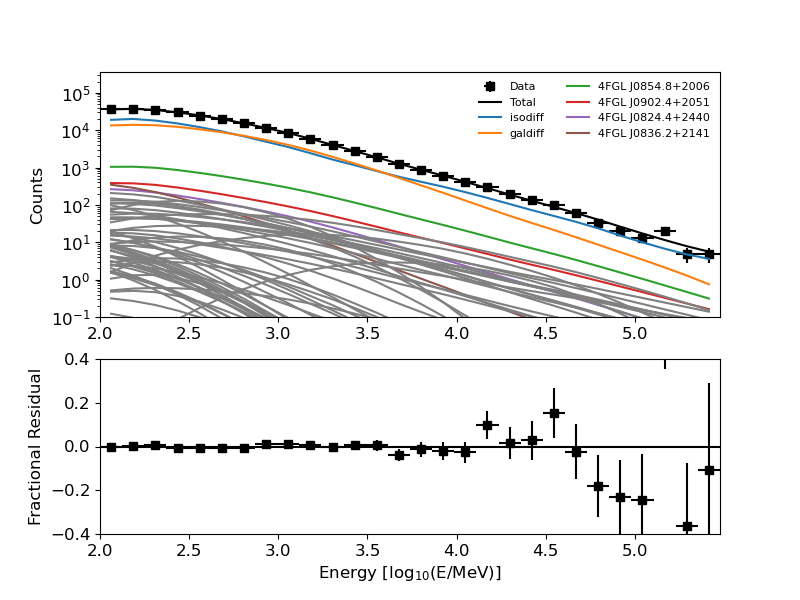 Data
Total
isodiff
galdiff
4FGL J0854.8+2006
4FGL J0902.4+2051
4FGL J0824.4+2440
4FGL J0836.2+2141
Counts
10⁵
10⁴
10³
10²
10¹
10⁰
10⁻¹
2.0 2.5 3.0 3.5 4.0 4.5 5.0
Fractional Residual
0.4
0.2
0.0
−0.2
−0.4
2.0 2.5 3.0 3.5 4.0 4.5 5.0
Energy [log₁₀(E/MeV)]